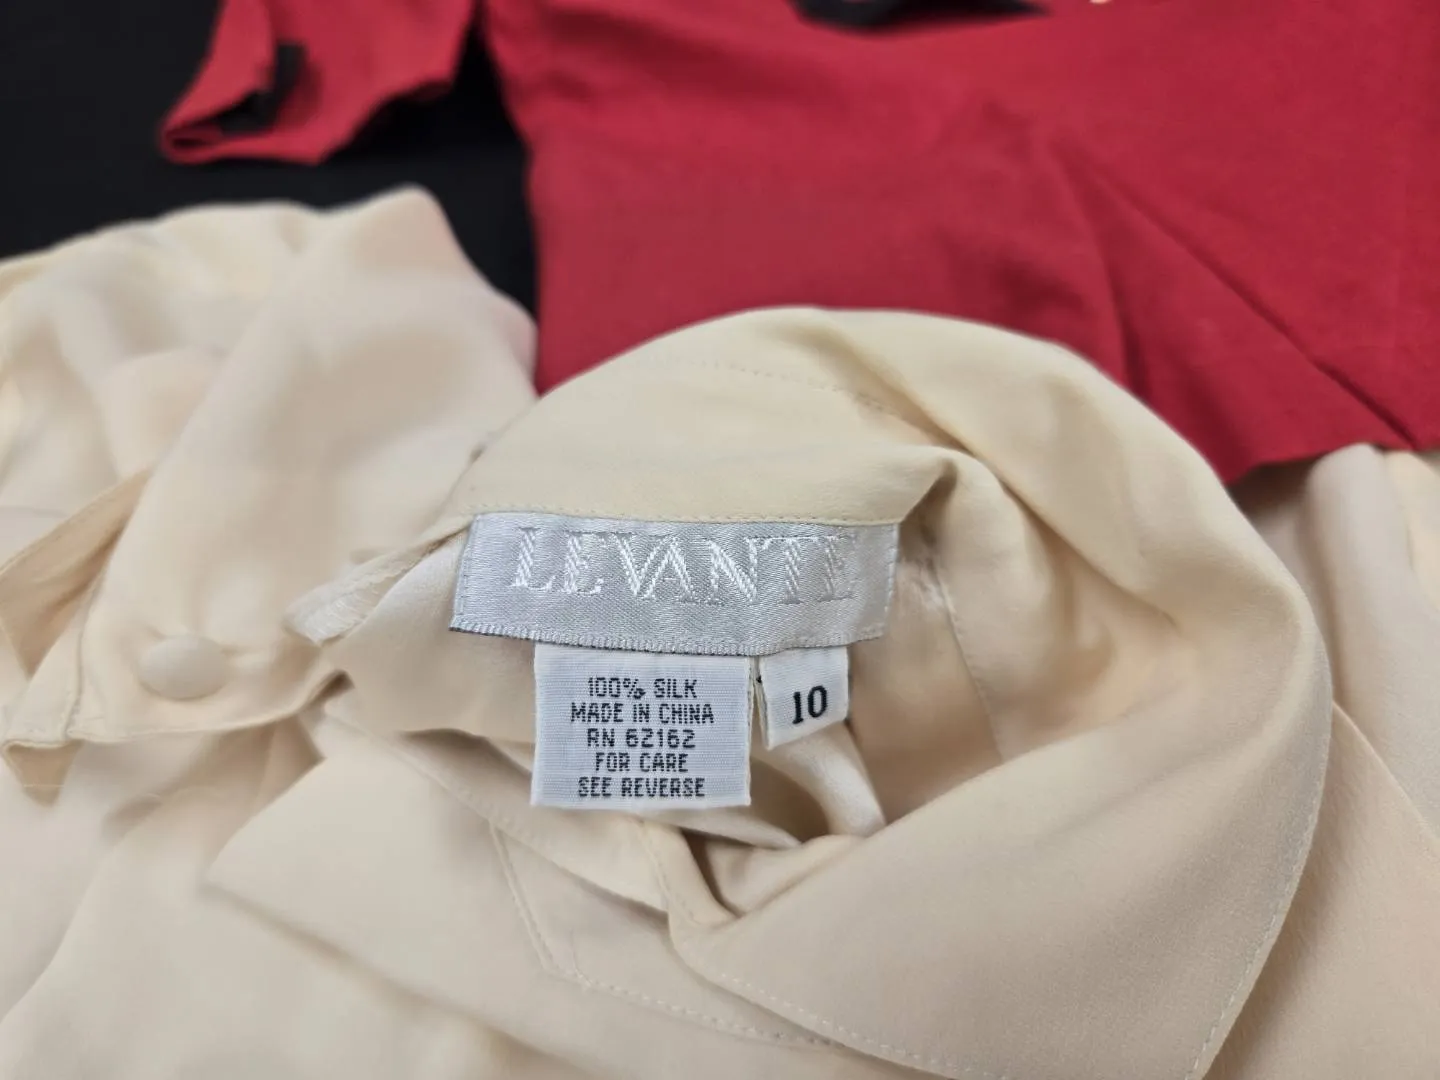 LEVANTE
100% SILK
MADE IN CHINA
RN 62162
FOR CARE
SEE REVERSE
10